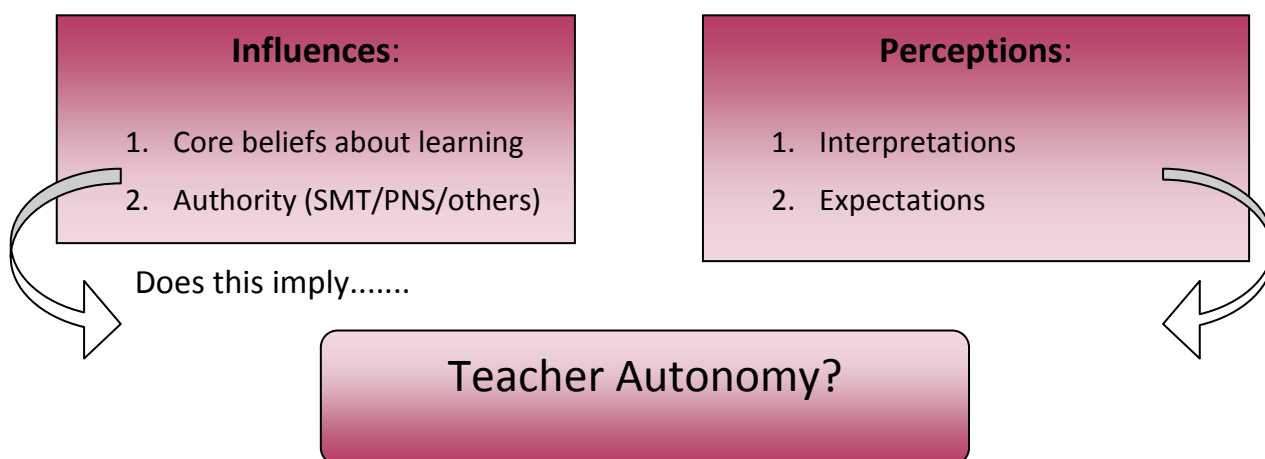 Influences:
1. Core beliefs about learning
2. Authority (SMT/PNS/others)
Perceptions:
1. Interpretations
2. Expectations
Does this imply.......
Teacher Autonomy?